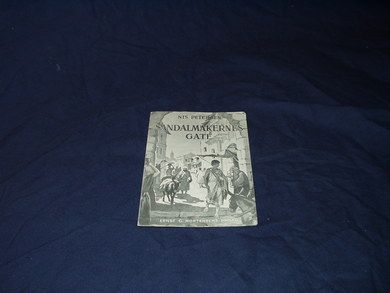 NIS PETERSEN
SANDALMAKERNES
GATE
ERNST G. MORTENSENS FORLAG